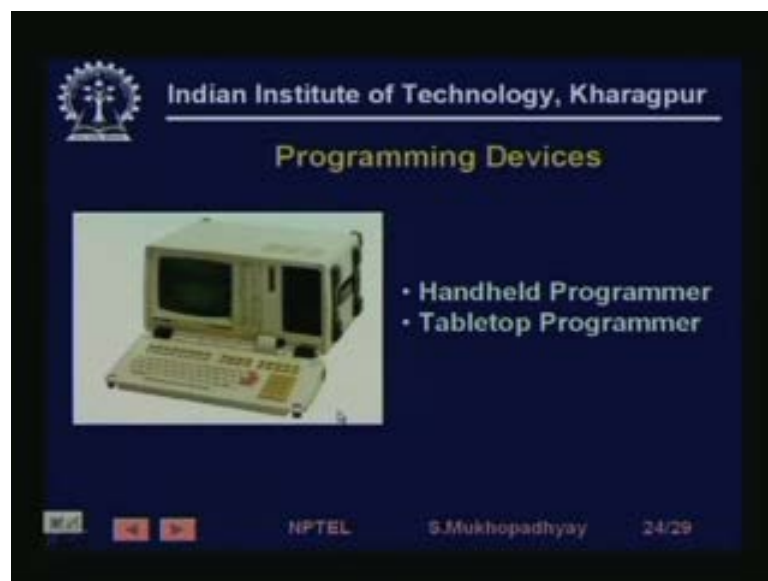 Indian Institute of Technology, Kharagpur
Programming Devices
• Handheld Programmer
• Tabletop Programmer
NPTEL S.Mukhopadhyay 24/29